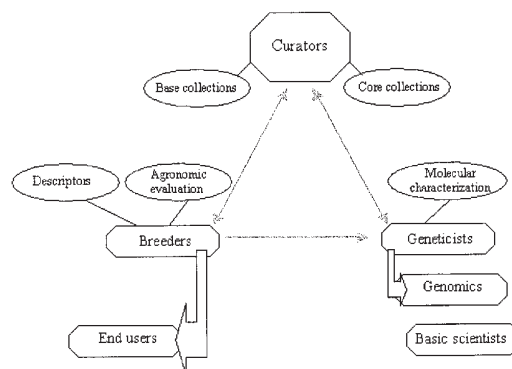 Curators
Base collections
Core collections
Descriptors
Agronomic
evaluation
Molecular
characterization
Breeders
Geneticists
Genomics
End users
Basic scientists